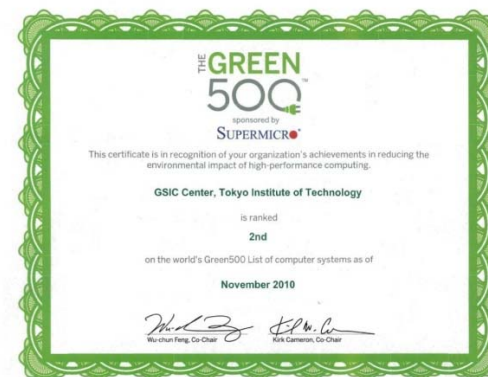 THE GREEN
500™
sponsored by
SUPERMICR
This certificate is in recognition of your organization's achievements in reducing the
environmental impact of high-performance computing.
GSIC Center, Tokyo Institute of Technology
is ranked
2nd
on the world's Green500 List of computer systems as of
November 2010
Wu-chun Feng, Co-Chair
Kirk Cameron, Co-Chair